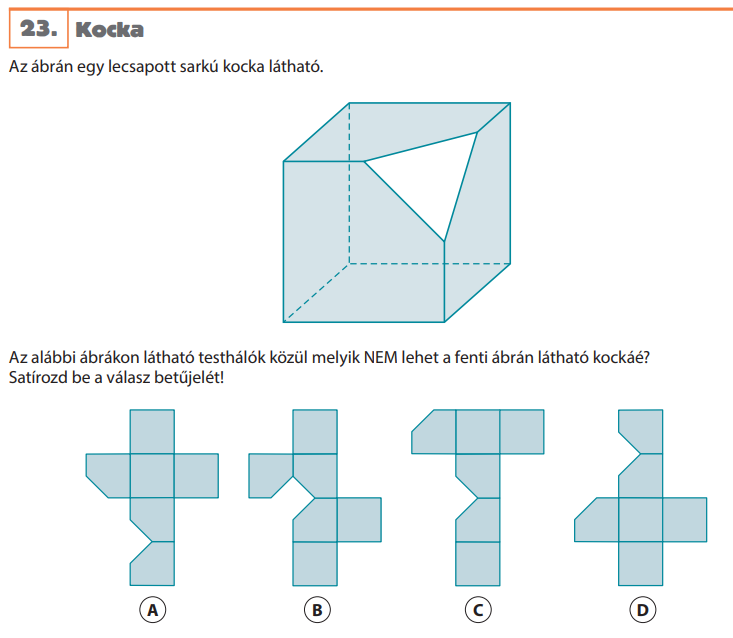 23. Kocka
Az ábrán egy lecsapott sarkú kocka látható.
Az alábbi ábrákon látható testhálók közül melyik NEM lehet a fenti ábrán látható kockáé?
Satírozd be a válasz betűjelét!
A B C D